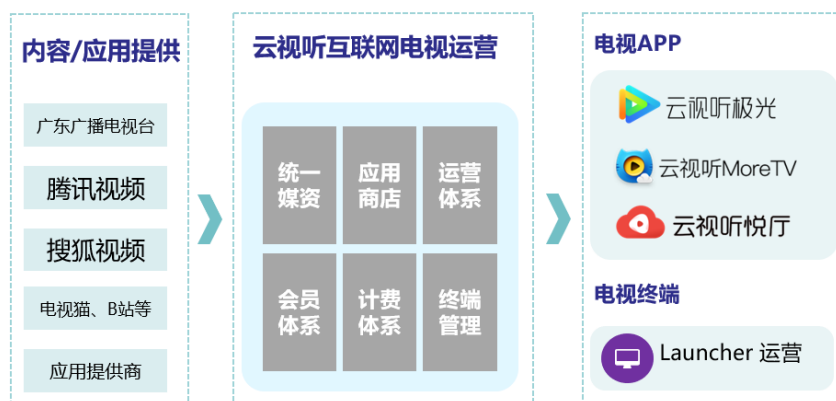 内容/应用提供
广东广播电视台
腾讯视频
搜狐视频
电视猫、B站等
应用提供商
云视听互联网电视运营
统一
媒资
应用
商店
运营
体系
会员
体系
计费
体系
终端
管理
电视APP
云视听极光
云视听MoreTV
云视听悦厅
电视终端
Launcher 运营